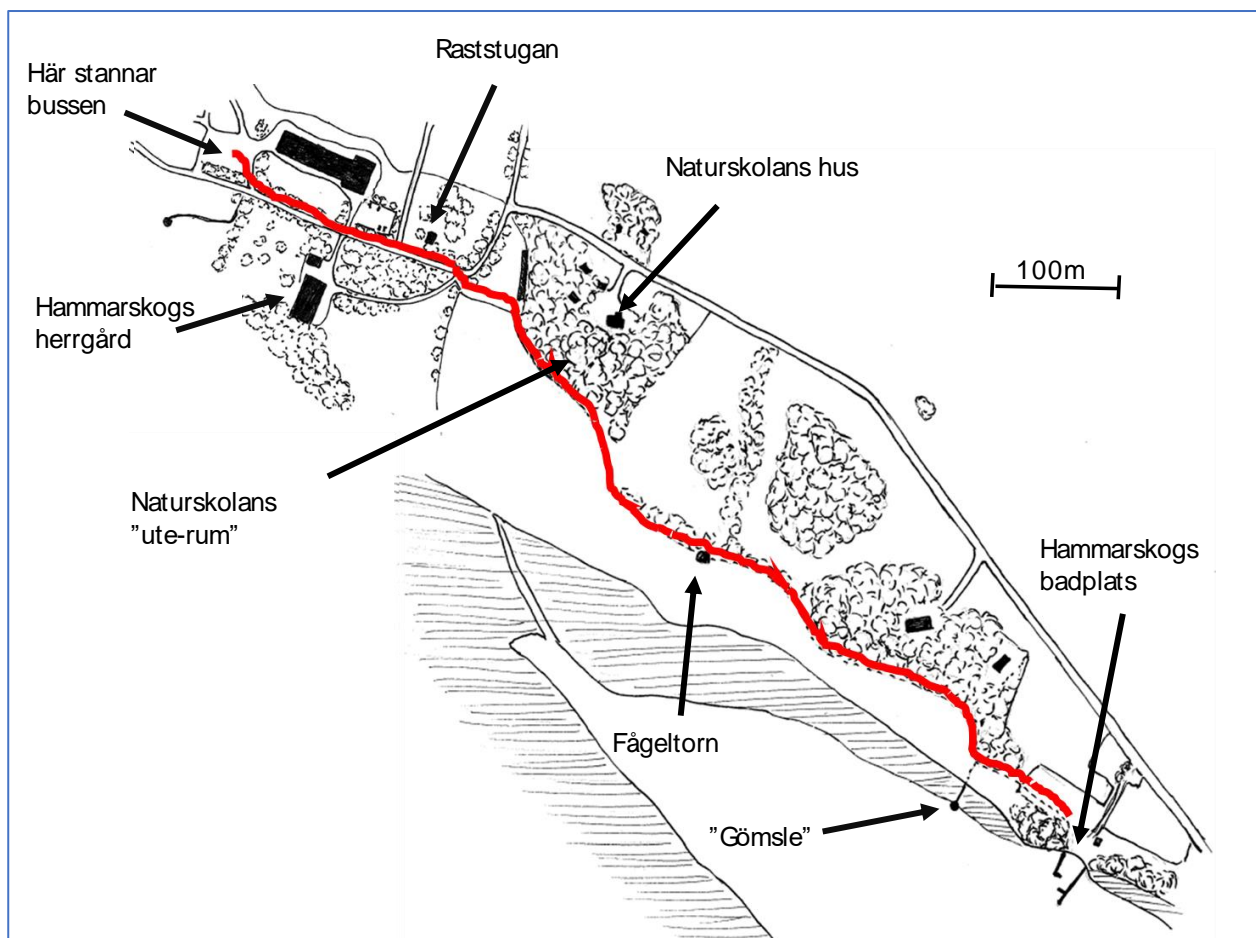 Raststugan
Här stannar
bussen
Naturskolans hus
100m
Hammarskogs
herrgård
Naturskolans
”ute-rum”
Hammarskogs
badplats
Fågeltorn
”Gömsle”